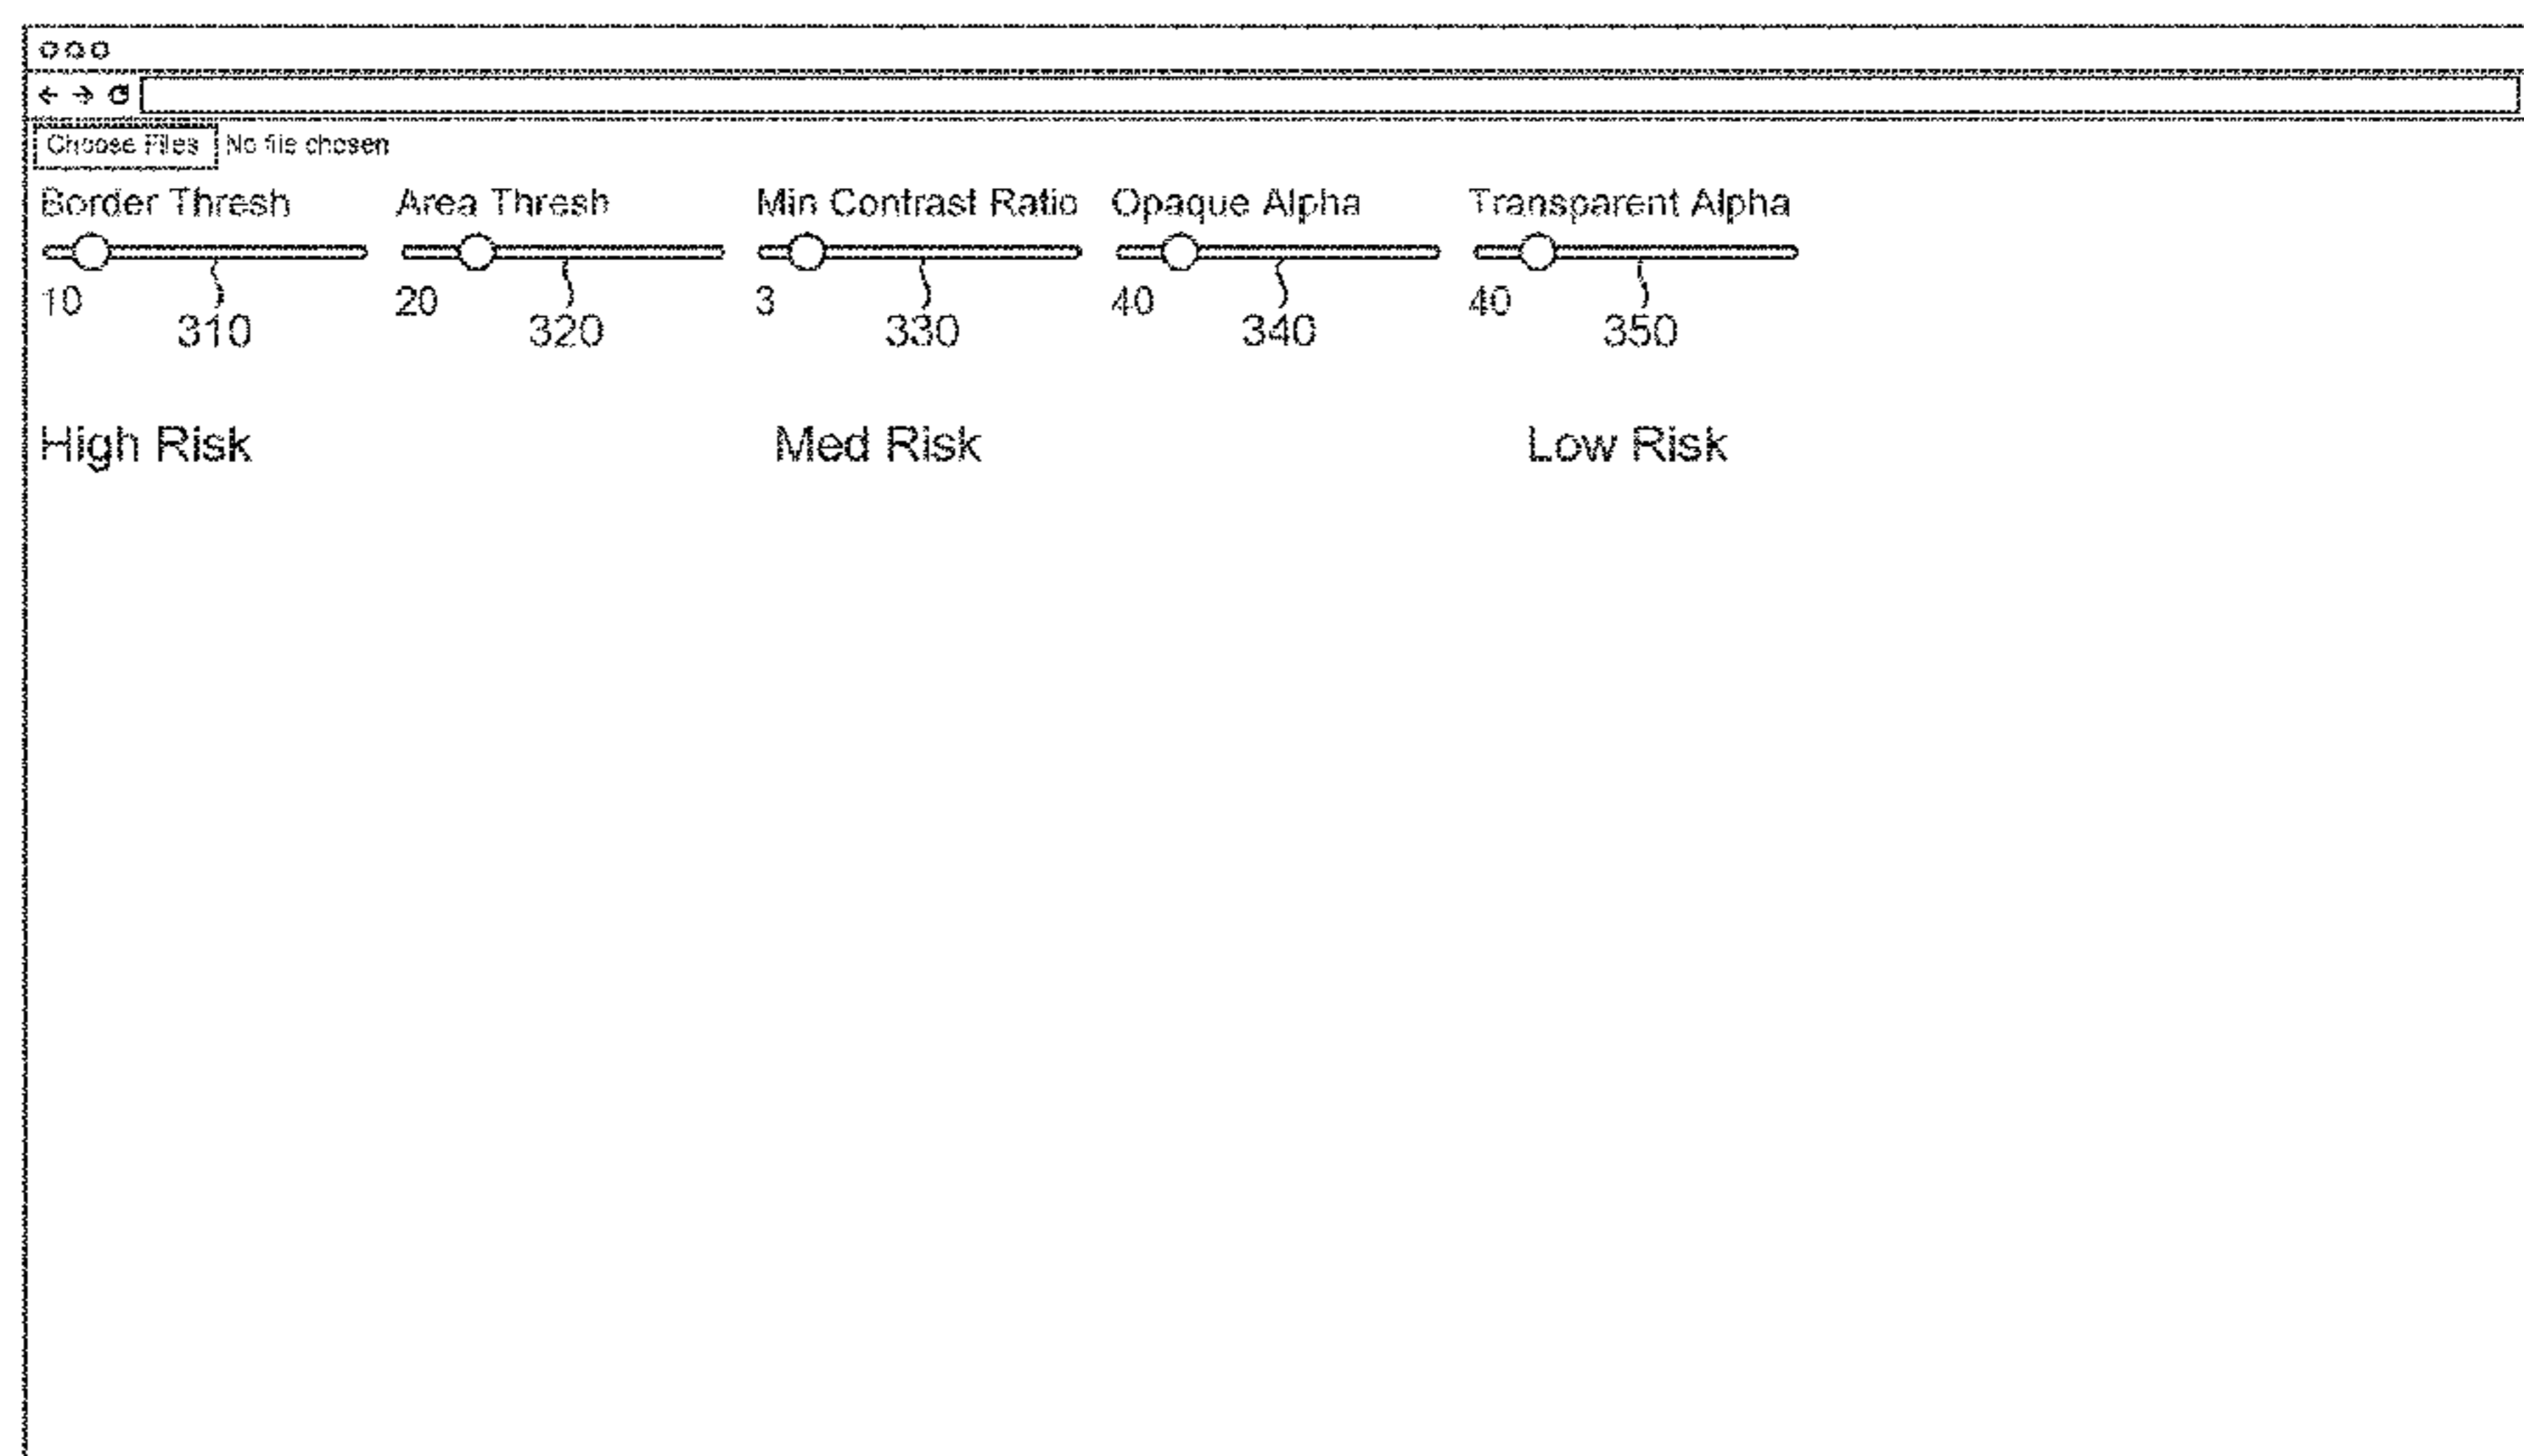 Choose Files No file chosen
Border Thresh Area Thresh Min Contrast Ratio Opaque Alpha Transparent Alpha
10 20 3 40 40
310 320 330 340 350
High Risk Med Risk Low Risk